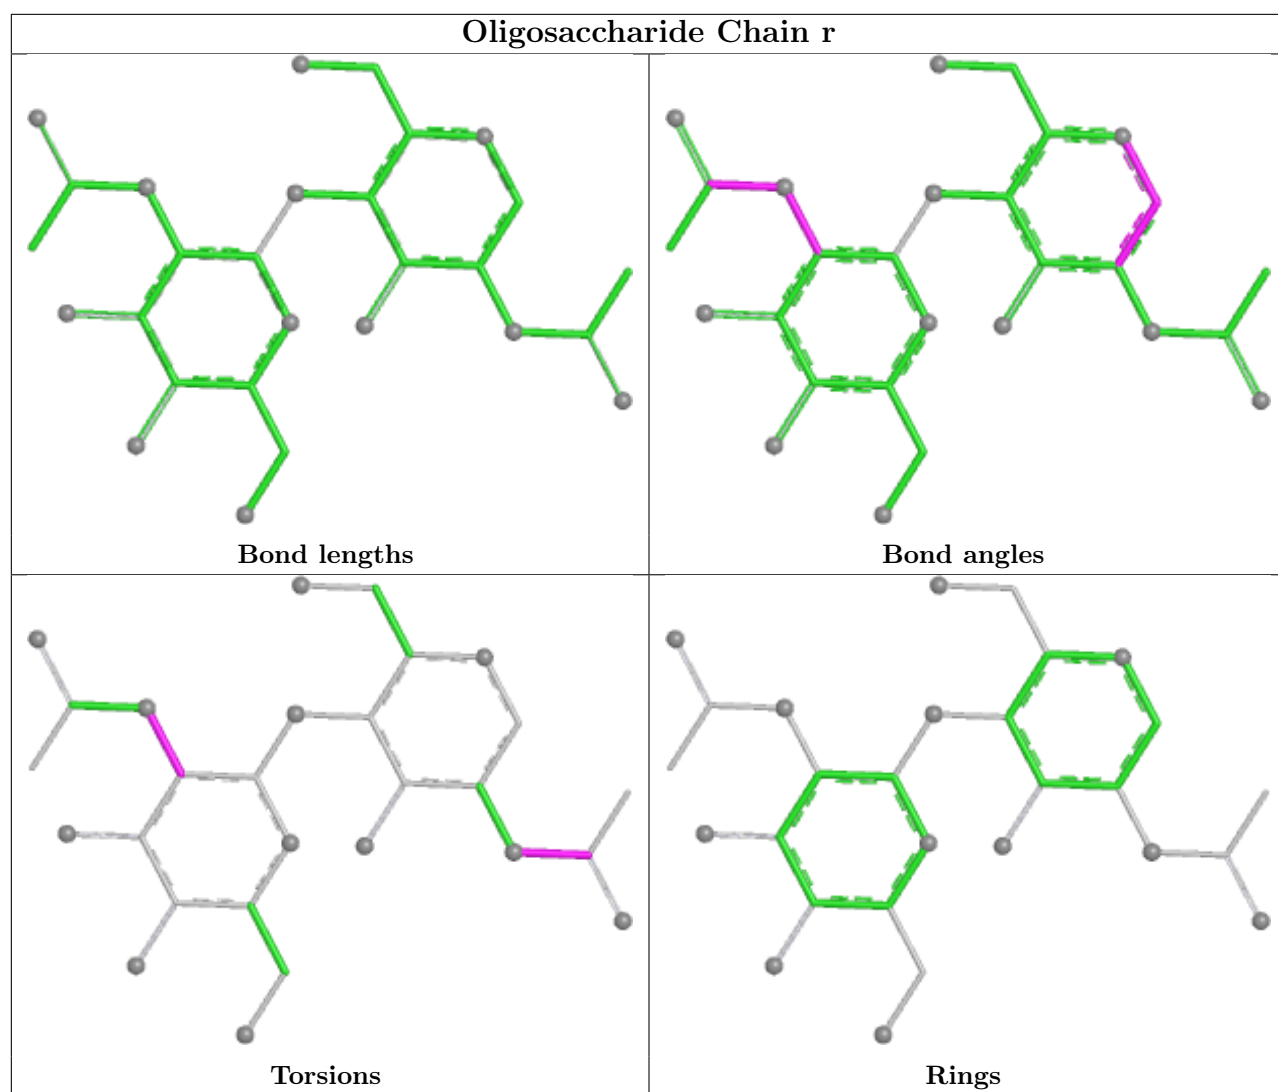 Oligosaccharide Chain r
Bond lengths
Bond angles
Torsions
Rings